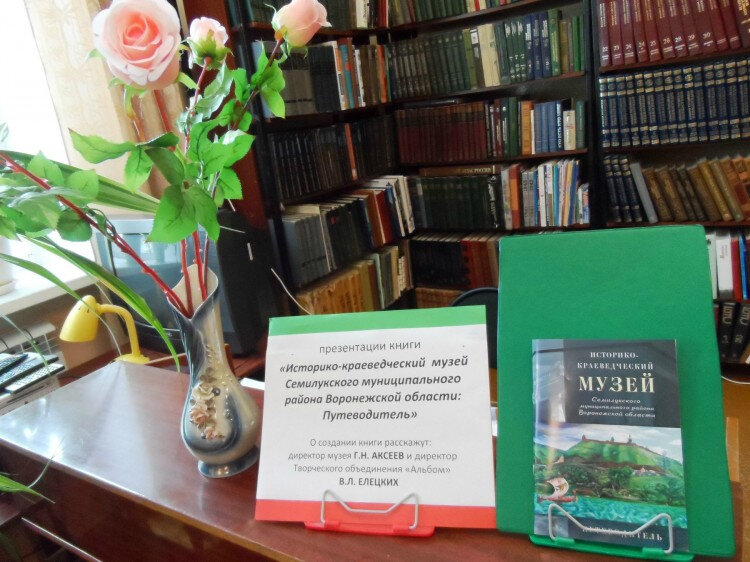 презентации книги
«Историко-краеведческий музей
Семилукского муниципального
района Воронежской области:
Путеводитель»
О создании книги расскажут:
директор музея Г.Н. АКСЕЕВ и директор
Творческого объединения «Альбом»
В.Л. ЕЛЕЦКИХ
ИСТОРИКО-
КРАЕВЕДЧЕСКИЙ
МУЗЕЙ
Семилукского
муниципального района
Воронежской области
ПУТЕВОДИТЕЛЬ